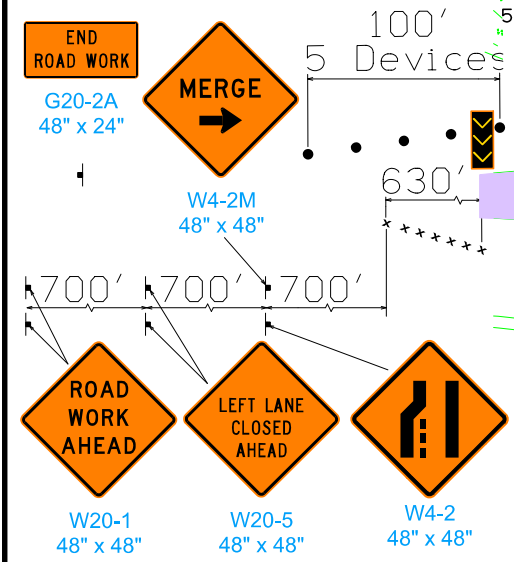 END
ROAD WORK
G20-2A
48" x 24"
MERGE
W4-2M
48" x 48"
100'
5 Devices
5
630'
700'
700'
700'
ROAD
WORK
AHEAD
W20-1
48" x 48"
LEFT LANE
CLOSED
AHEAD
W20-5
48" x 48"
W4-2
48" x 48"